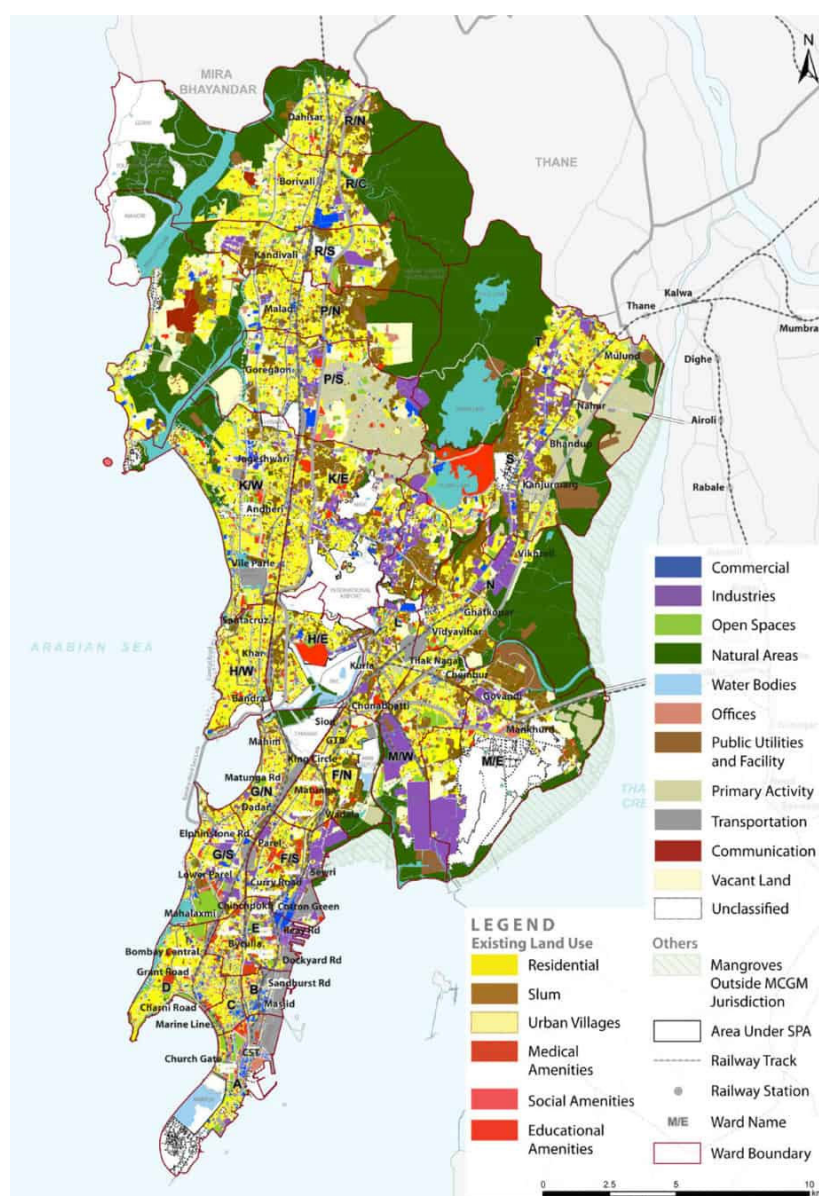 N
MIRA
BHAYANDAR
THANE
Dahisar
R/N
Borivali
R/C
R/S
Kandivali
Malad
P/N
Goregaon
P/S
T
Mulund
Thane
Kalwa
Mumbra
Dighe
Nahur
Airoli
Bhandup
Jogeshwari
K/W
K/E
S
Kanjurmarg
Rabale
Andheri
Vile Parle
INTERNATIONAL
AIRPORT
N
Vikhroli
Ghatkopar
Santacruz
H/E
L
Vidyavihar
ARABIAN SEA
Khar
H/W
Kurla
Tilak Nagar
Chembur
Bandra
Govandi
Chunabhatti
Sion
Mankhurd
Mahim
GTB
King Circle
M/W
M/E
Matunga Rd
F/N
G/N
Matunga
Dadar
Wadala
Elphinstone Rd
Parel
G/S
F/S
Sewri
Lower Parel
Curry Road
Chinchpokli
Cotton Green
Mahalaxmi
E
Reay Rd
Bombay Central
Byculla
Dockyard Rd
Grant Road
Sandhurst Rd
D
B
Charni Road
C
Masjid
Marine Line
CST
Church Gate
A
Commercial
Industries
Open Spaces
Natural Areas
Water Bodies
Offices
Public Utilities
and Facility
Primary Activity
Transportation
Communication
Vacant Land
Unclassified
LEGEND
Existing Land Use
Residential
Slum
Urban Villages
Medical
Amenities
Social Amenities
Educational
Amenities
Others
Mangroves
Outside MCGM
Jurisdiction
Area Under SPA
Railway Track
Railway Station
M/E
Ward Name
Ward Boundary
0 2.5 5 10